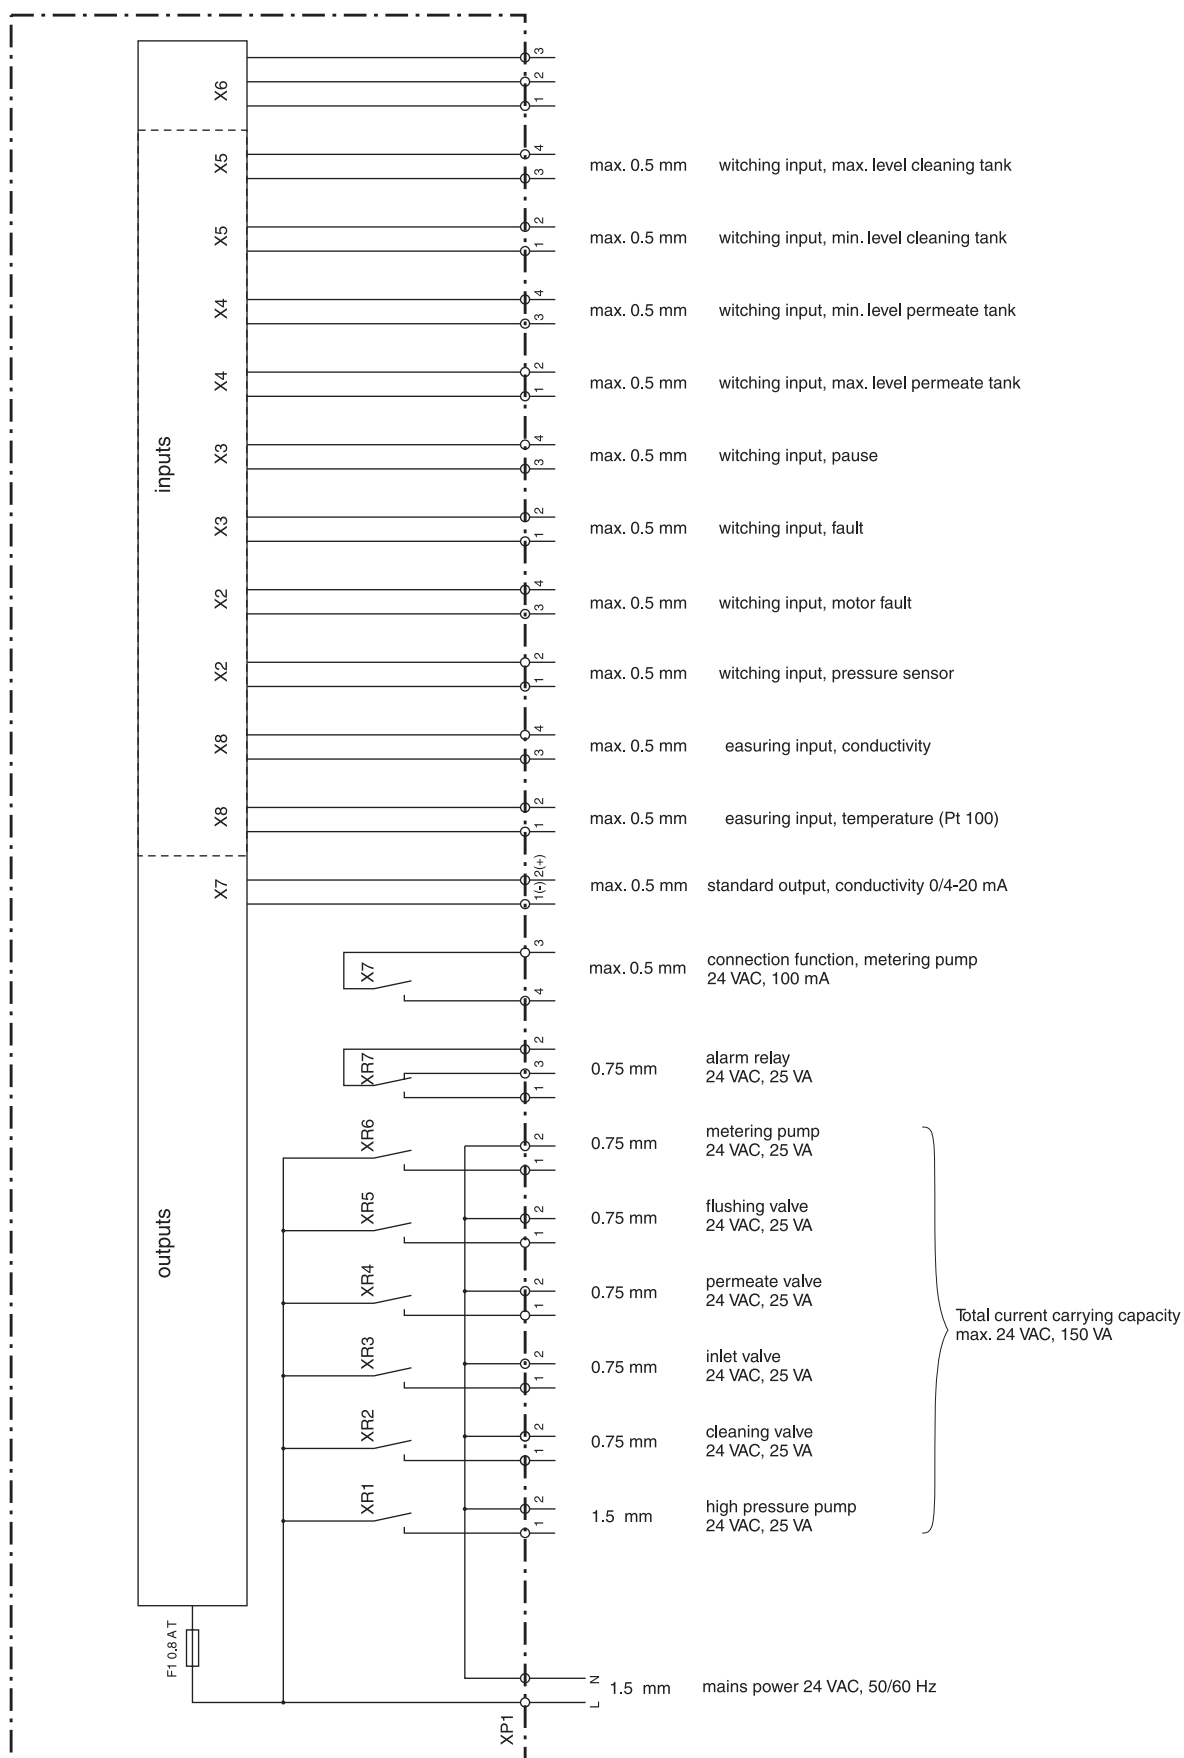 X6 3
2
1
X5 4
3
max. 0.5 mm witching input, max. level cleaning tank
X5 2
1
max. 0.5 mm witching input, min. level cleaning tank
X4 4
3
max. 0.5 mm witching input, min. level permeate tank
X4 2
1
max. 0.5 mm witching input, max. level permeate tank
inputs
X3 4
3
max. 0.5 mm witching input, pause
X3 2
1
max. 0.5 mm witching input, fault
X2 4
3
max. 0.5 mm witching input, motor fault
X2 2
1
max. 0.5 mm witching input, pressure sensor
X8 4
3
max. 0.5 mm easuring input, conductivity
X8 2
1
max. 0.5 mm easuring input, temperature (Pt 100)
X7 1(-) 2(+)
max. 0.5 mm standard output, conductivity 0/4-20 mA
X7 3
4
max. 0.5 mm connection function, metering pump
24 VAC, 100 mA
XR7 2
3
1
0.75 mm alarm relay
24 VAC, 25 VA
outputs
XR6 2
1
0.75 mm metering pump
24 VAC, 25 VA
XR5 2
1
0.75 mm flushing valve
24 VAC, 25 VA
XR4 2
1
0.75 mm permeate valve
24 VAC, 25 VA
Total current carrying capacity
max. 24 VAC, 150 VA
XR3 2
1
0.75 mm inlet valve
24 VAC, 25 VA
XR2 2
1
0.75 mm cleaning valve
24 VAC, 25 VA
XR1 2
1
1.5 mm high pressure pump
24 VAC, 25 VA
F1 0.8 A T
N
L
1.5 mm mains power 24 VAC, 50/60 Hz
XP1